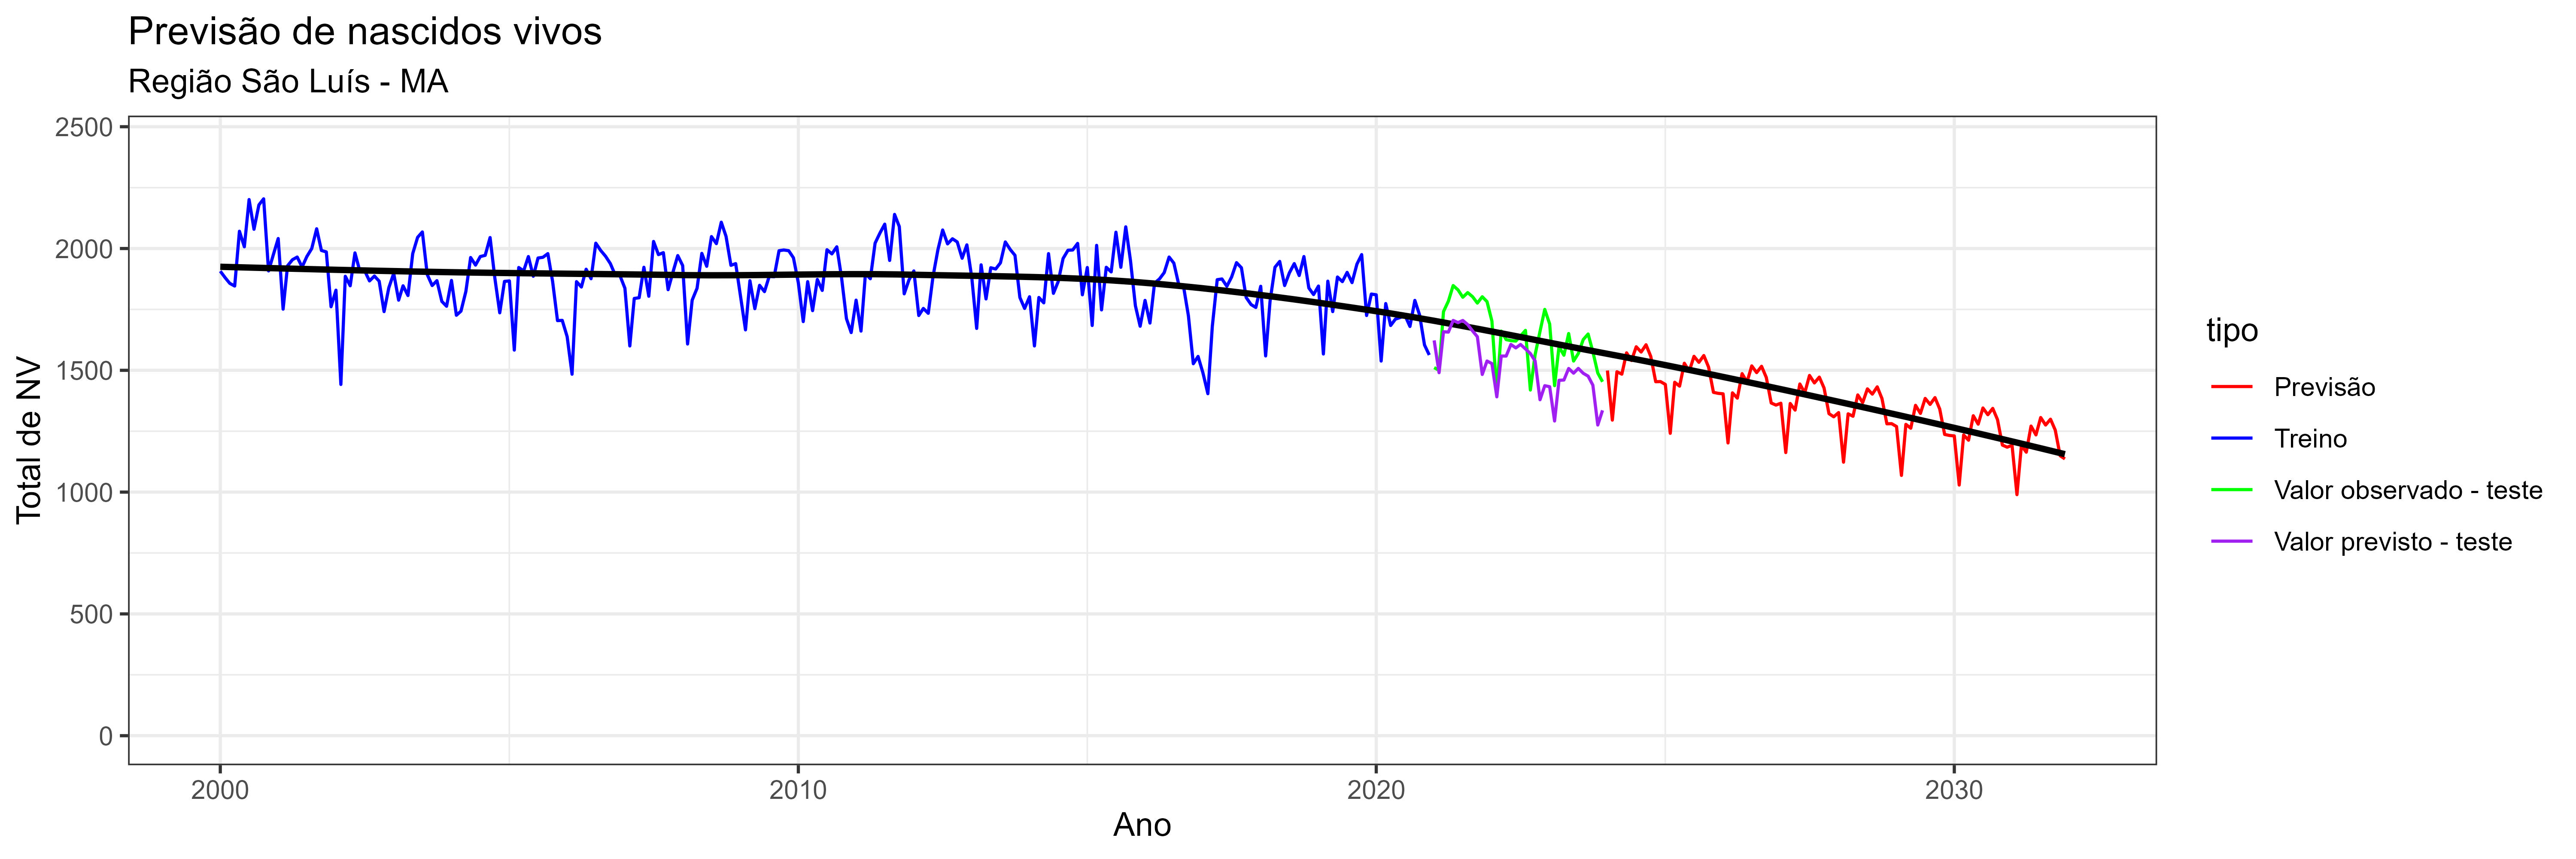 Previsão de nascidos vivos
Região São Luís - MA
Total de NV
2500
2000
1500
1000
500
0
2000
2010
2020
2030
Ano
tipo
Previsão
Treino
Valor observado - teste
Valor previsto - teste